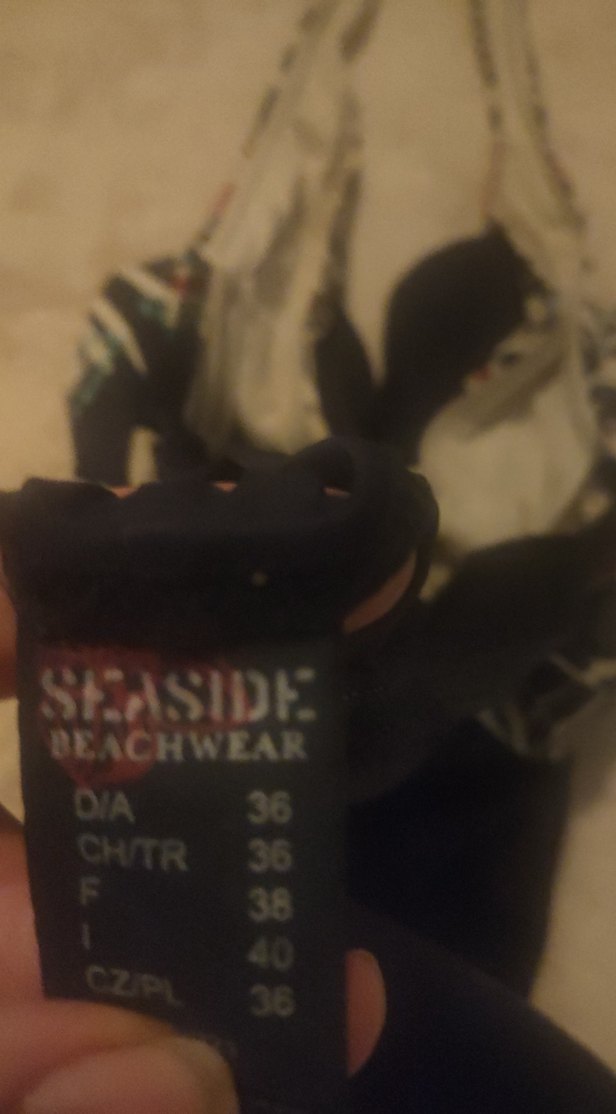 SEASIDE
BEACHWEAR
D/A 36
CH/TR 36
F 38
I 40
CZ/PL 36